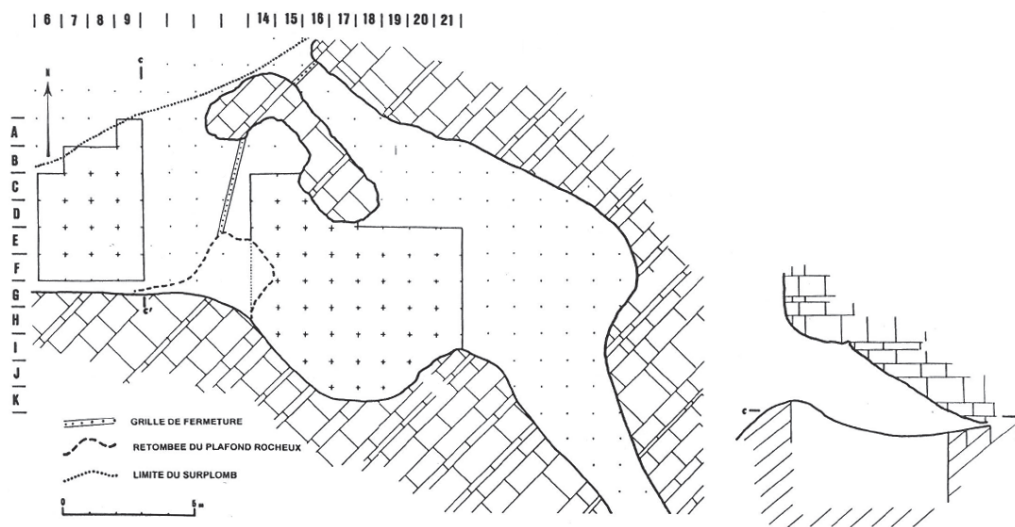 6 7 8 9 14 15 16 17 18 19 20 21
c
N
A
B
C
D
E
F
G
H
I
J
K
c'
GRILLE DE FERMETURE
RETOMBÉE DU PLAFOND ROCHEUX
LIMITE DU SURPLOMB
0 5 m
c